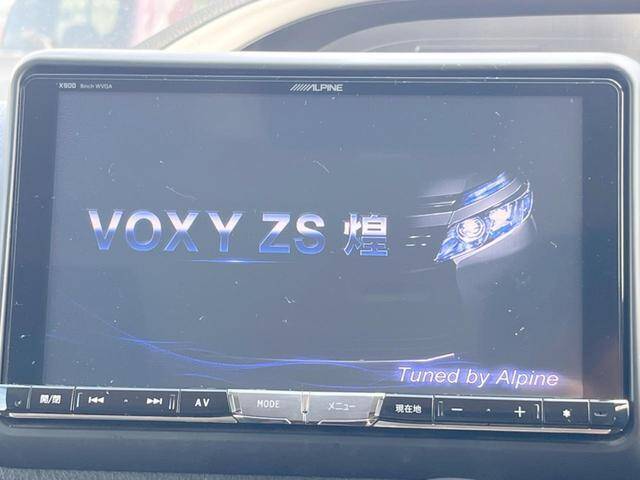 X800 8inch WVGA
ALPINE
VOXY ZS 煌
Tuned by Alpine
開/閉 AV MODE メニュー 現在地 − +